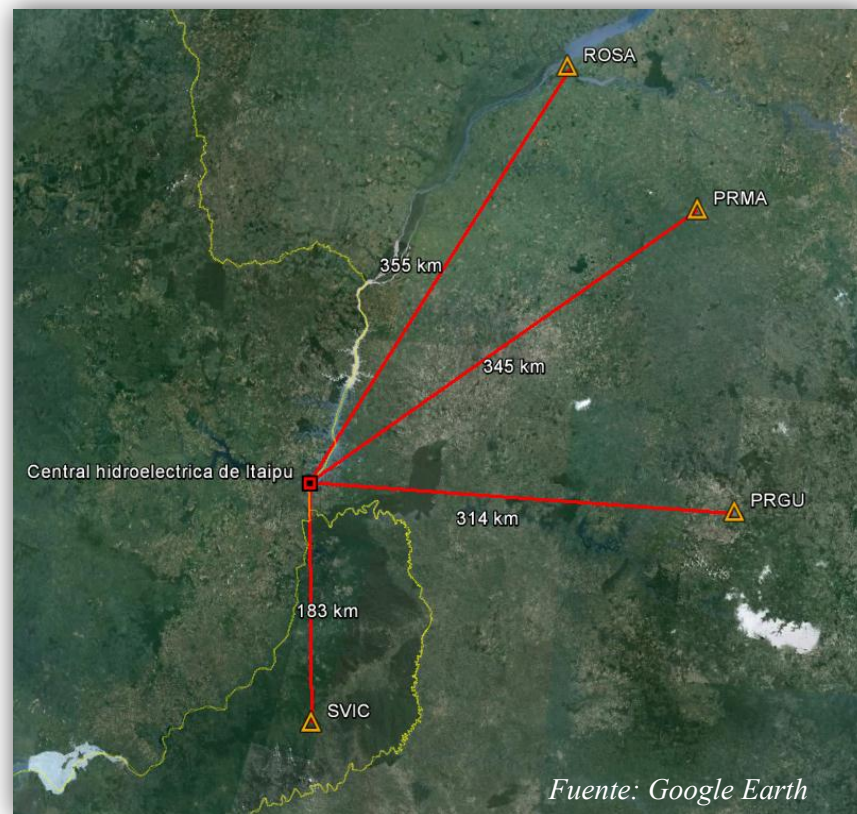 ROSA
PRMA
355 km
345 km
Central hidroelectrica de Itaipu
PRGU
314 km
183 km
SVIC
Fuente: Google Earth